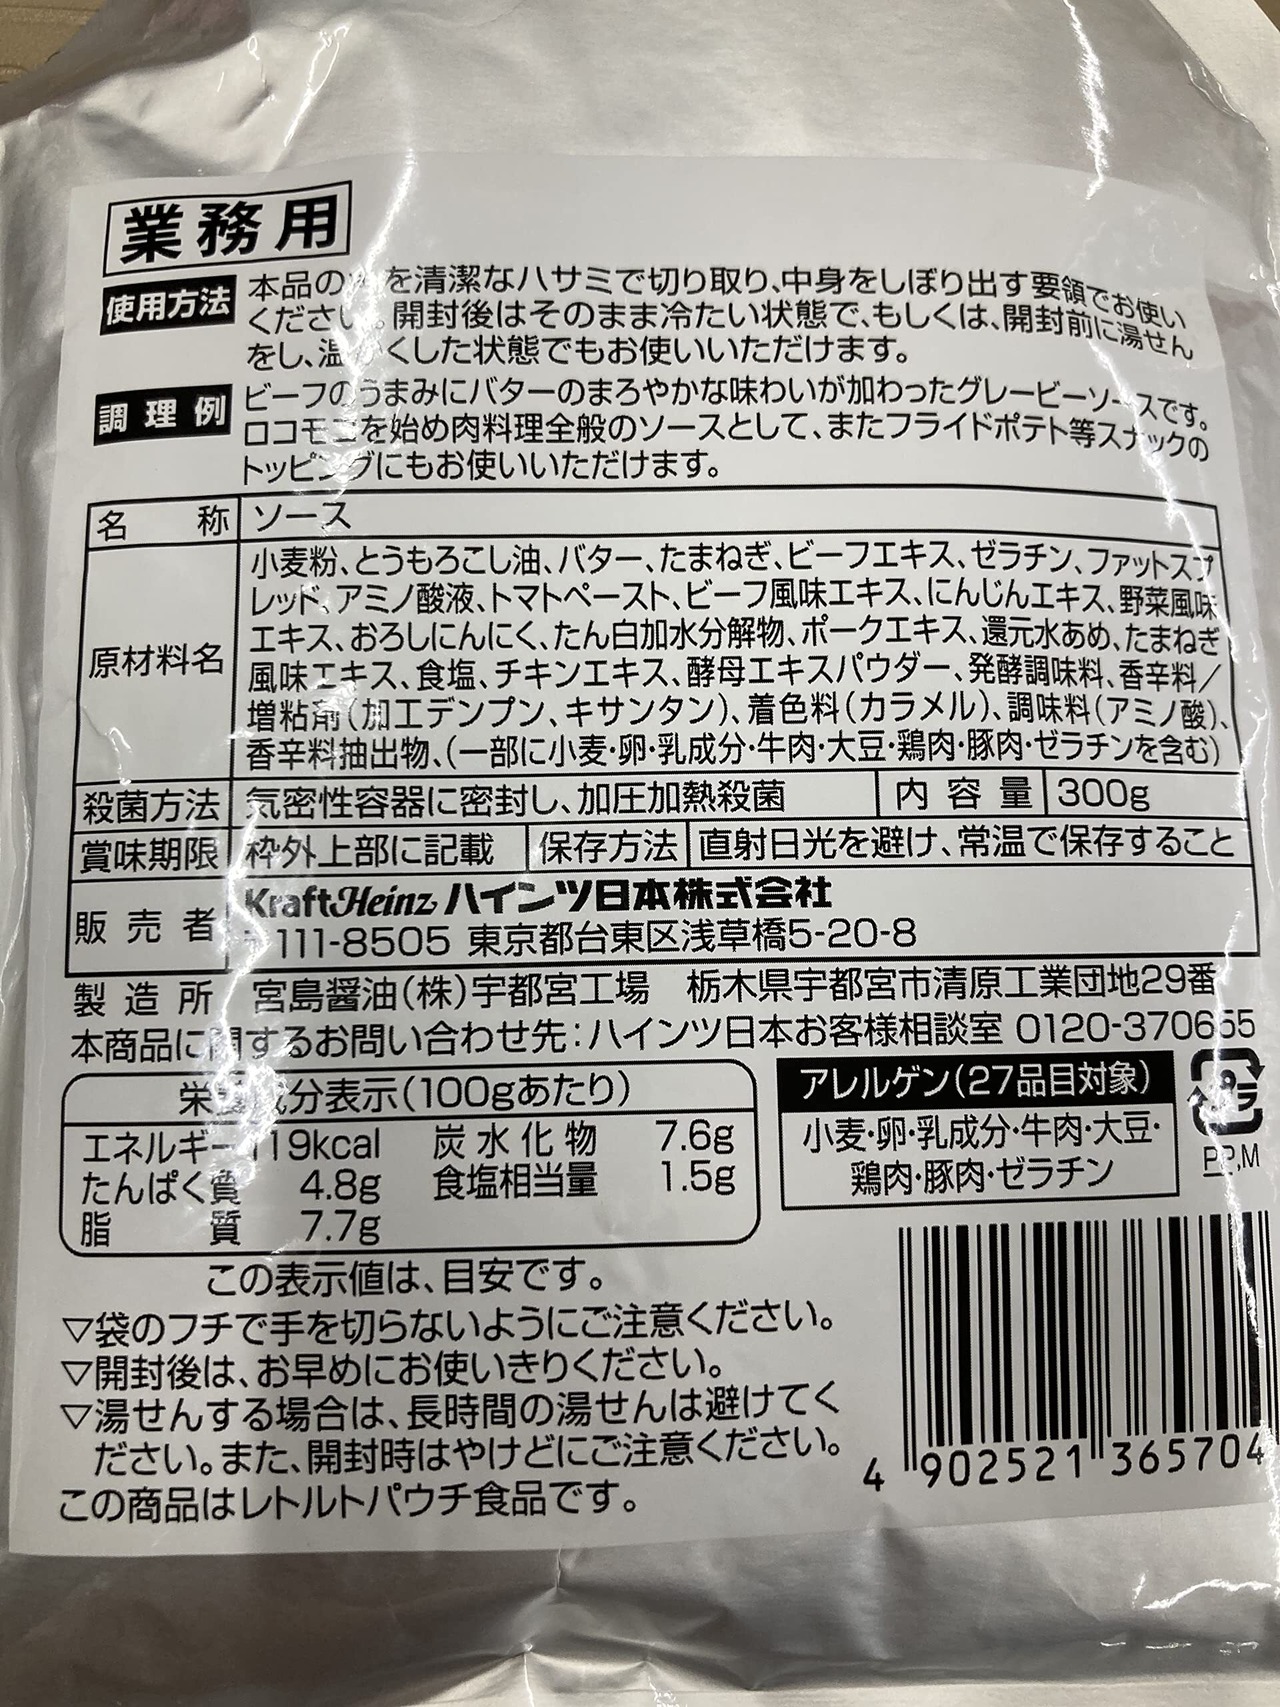 業務用
使用方法 本品の を清潔なハサミで切り取り、中身をしぼり出す要領でお使い
ください。開封後はそのまま冷たい状態で、もしくは、開封前に湯せん
をし、温かくした状態でもお使いいただけます。
調理例 ビーフのうまみにバターのまろやかな味わいが加わったグレービーソースです。
ロコモコを始め肉料理全般のソースとして、またフライドポテト等スナックの
トッピングにもお使いいただけます。
名称 ソース
原材料名 小麦粉、とうもろこし油、バター、たまねぎ、ビーフエキス、ゼラチン、ファットスプ
レッド、アミノ酸液、トマトペースト、ビーフ風味エキス、にんじんエキス、野菜風味
エキス、おろしにんにく、たん白加水分解物、ポークエキス、還元水あめ、たまねぎ
風味エキス、食塩、チキンエキス、酵母エキスパウダー、発酵調味料、香辛料／
増粘剤(加工デンプン、キサンタン)、着色料(カラメル)、調味料(アミノ酸)、
香辛料抽出物、(一部に小麦・卵・乳成分・牛肉・大豆・鶏肉・豚肉・ゼラチンを含む)
殺菌方法 気密性容器に密封し、加圧加熱殺菌 内容量 300g
賞味期限 枠外上部に記載 保存方法 直射日光を避け、常温で保存すること
販売者 KraftHeinz ハインツ日本株式会社
〒111-8505 東京都台東区浅草橋5-20-8
製造所 宮島醤油(株)宇都宮工場 栃木県宇都宮市清原工業団地29番
本商品に関するお問い合わせ先：ハインツ日本お客様相談室 0120-370655
栄養成分表示(100gあたり)
エネルギー 119kcal 炭水化物 7.6g
たんぱく質 4.8g 食塩相当量 1.5g
脂質 7.7g
この表示値は、目安です。
アレルゲン(27品目対象)
小麦・卵・乳成分・牛肉・大豆・
鶏肉・豚肉・ゼラチン
プラ
PP,M
▽袋のフチで手を切らないようにご注意ください。
▽開封後は、お早めにお使いきりください。
▽湯せんする場合は、長時間の湯せんは避けてく
ださい。また、開封時はやけどにご注意ください。
この商品はレトルトパウチ食品です。
4 902521 365704